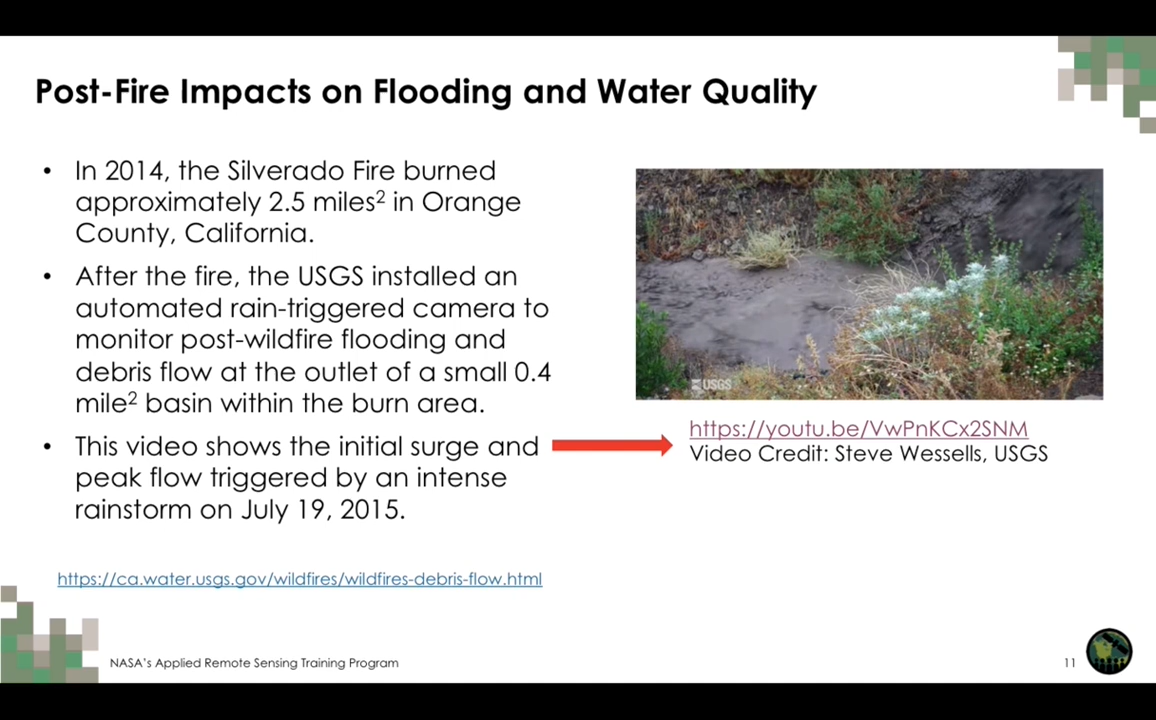 Post-Fire Impacts on Flooding and Water Quality
• In 2014, the Silverado Fire burned
approximately 2.5 miles² in Orange
County, California.
• After the fire, the USGS installed an
automated rain-triggered camera to
monitor post-wildfire flooding and
debris flow at the outlet of a small 0.4
mile² basin within the burn area.
• This video shows the initial surge and
peak flow triggered by an intense
rainstorm on July 19, 2015.
https://ca.water.usgs.gov/wildfires/wildfires-debris-flow.html
USGS
https://youtu.be/VwPnKCx2SNM
Video Credit: Steve Wessells, USGS
NASA's Applied Remote Sensing Training Program
11